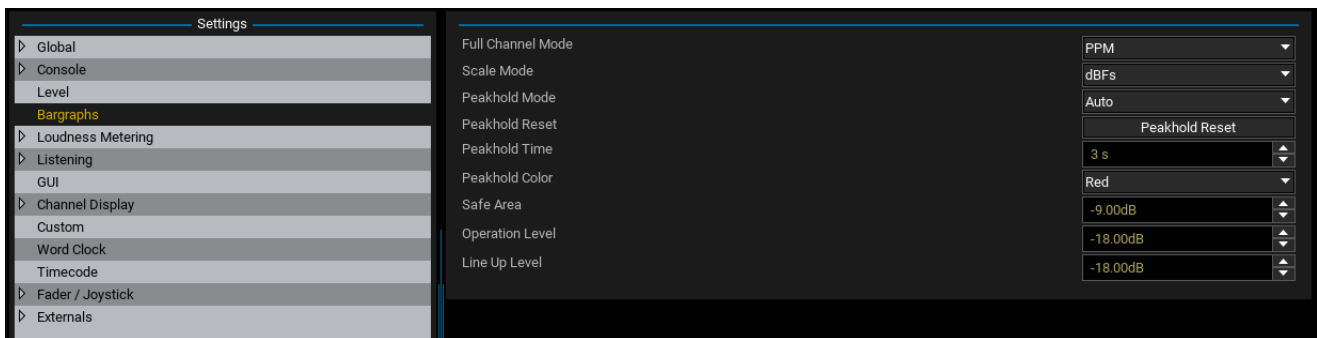 Settings
Global
Console
Level
Bargraphs
Loudness Metering
Listening
GUI
Channel Display
Custom
Word Clock
Timecode
Fader / Joystick
Externals
Full Channel Mode PPM
Scale Mode dBFs
Peakhold Mode Auto
Peakhold Reset Peakhold Reset
Peakhold Time 3 s
Peakhold Color Red
Safe Area -9.00dB
Operation Level -18.00dB
Line Up Level -18.00dB